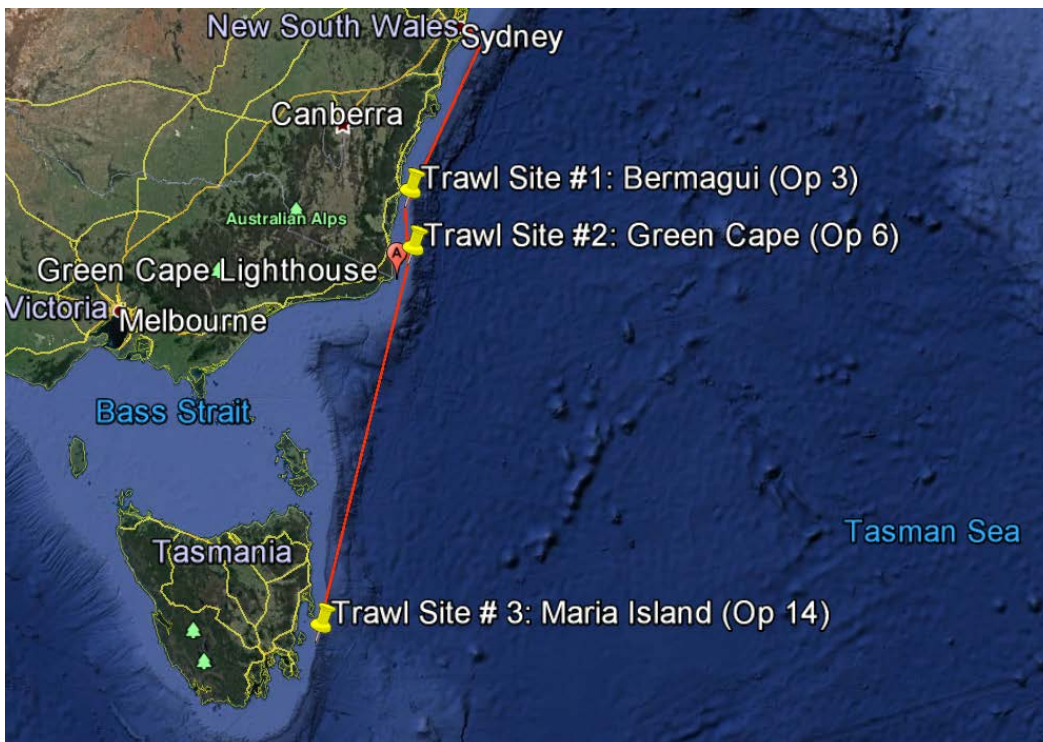 New South Wales
Sydney
Canberra
Trawl Site #1: Bermagui (Op 3)
Australian Alps
Trawl Site #2: Green Cape (Op 6)
A
Green Cape Lighthouse
Victoria
Melbourne
Bass Strait
Tasman Sea
Tasmania
Trawl Site # 3: Maria Island (Op 14)